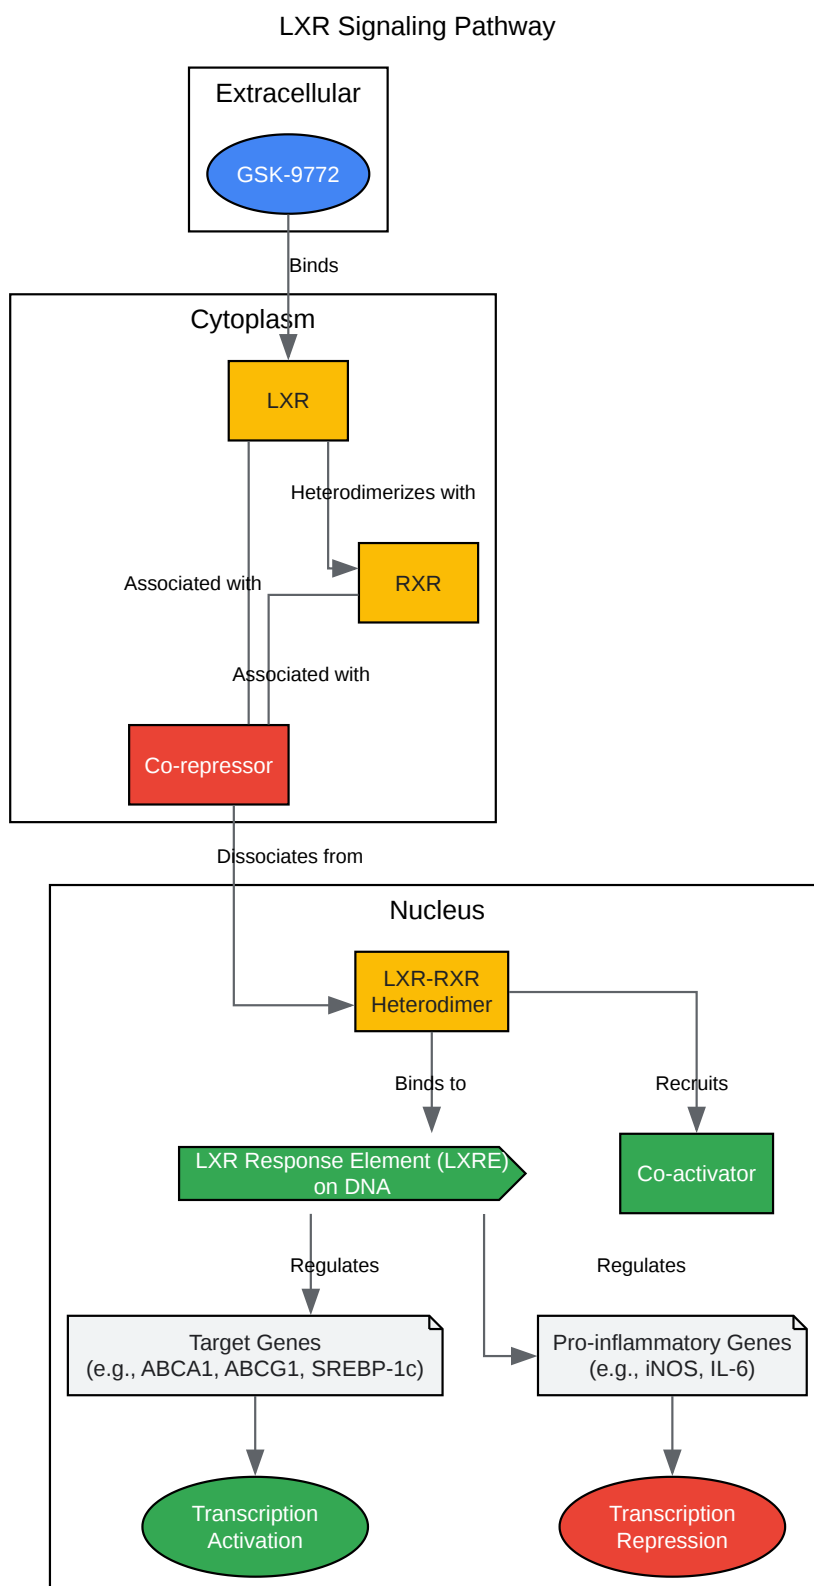 LXR Signaling Pathway
Extracellular
GSK-9772
Binds
Cytoplasm
LXR
Heterodimerizes with
Associated with
RXR
Associated with
Co-repressor
Dissociates from
Nucleus
LXR-RXR
Heterodimer
Binds to
Recruits
LXR Response Element (LXRE)
on DNA
Co-activator
Regulates
Regulates
Target Genes
(e.g., ABCA1, ABCG1, SREBP-1c)
Pro-inflammatory Genes
(e.g., iNOS, IL-6)
Transcription
Activation
Transcription
Repression